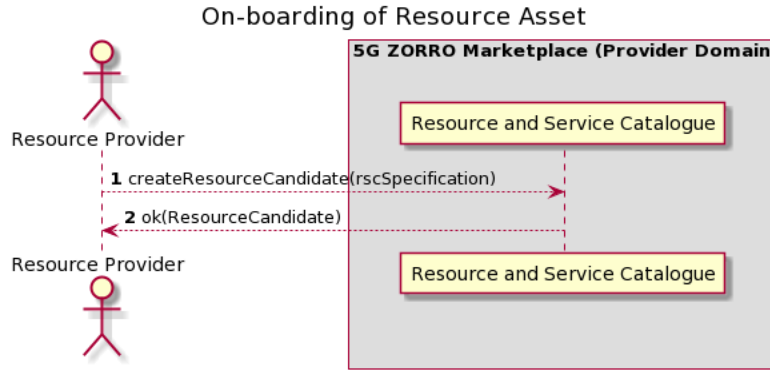 On-boarding of Resource Asset
5G ZORRO Marketplace (Provider Domain
Resource Provider
Resource and Service Catalogue
1 createResourceCandidate(rscSpecification)
2 ok(ResourceCandidate)
Resource Provider
Resource and Service Catalogue